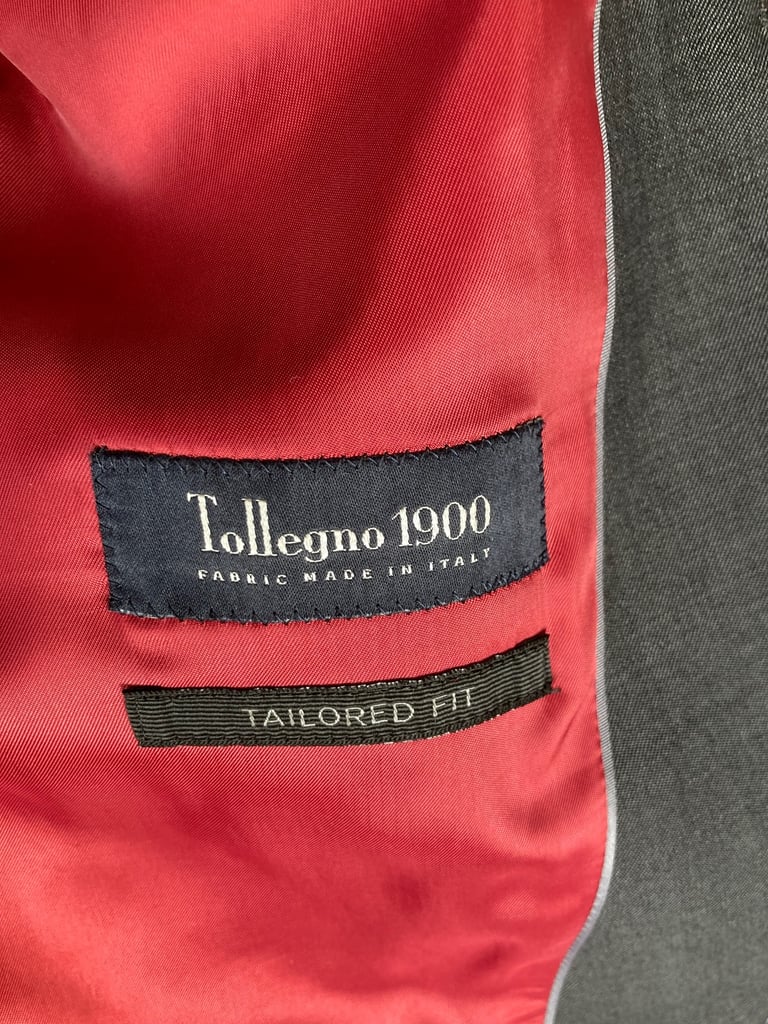 Tollegno 1900
FABRIC MADE IN ITALY
TAILORED FIT